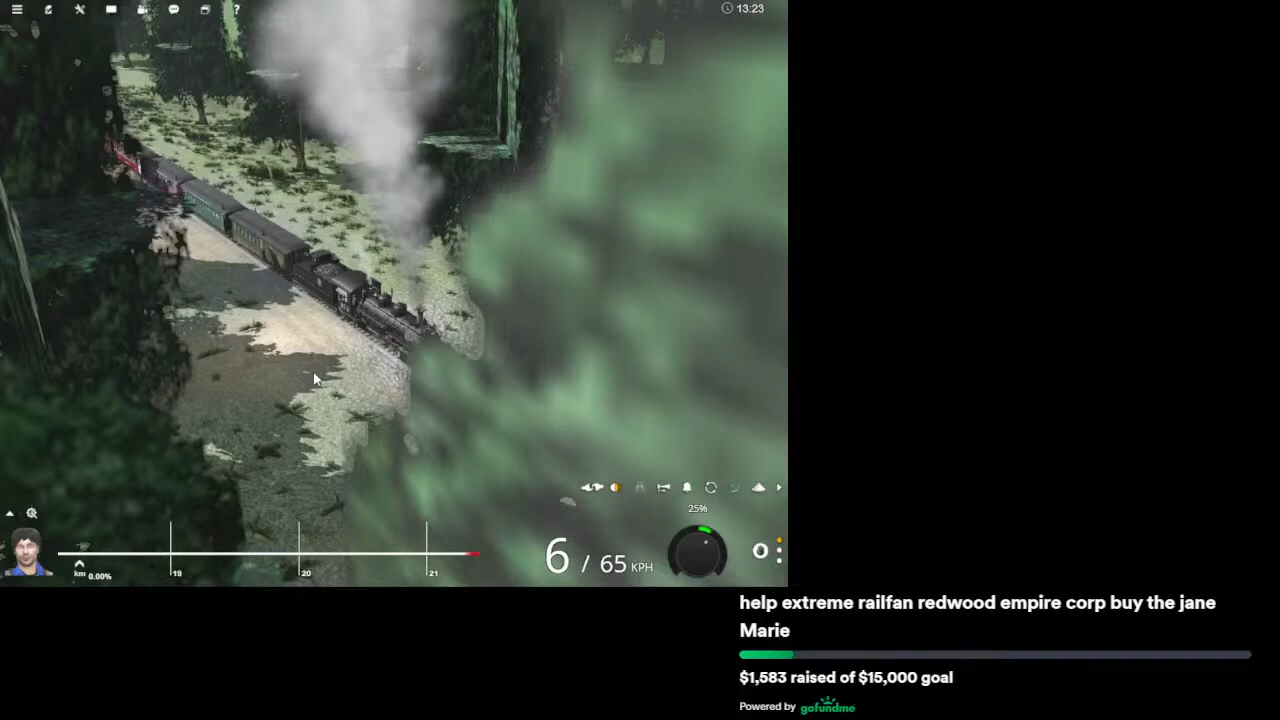 13:23
25%
6 / 65 KPH
km 0.00%
19
20
21
help extreme railfan redwood empire corp buy the jane
Marie
$1,583 raised of $15,000 goal
Powered by gofundme